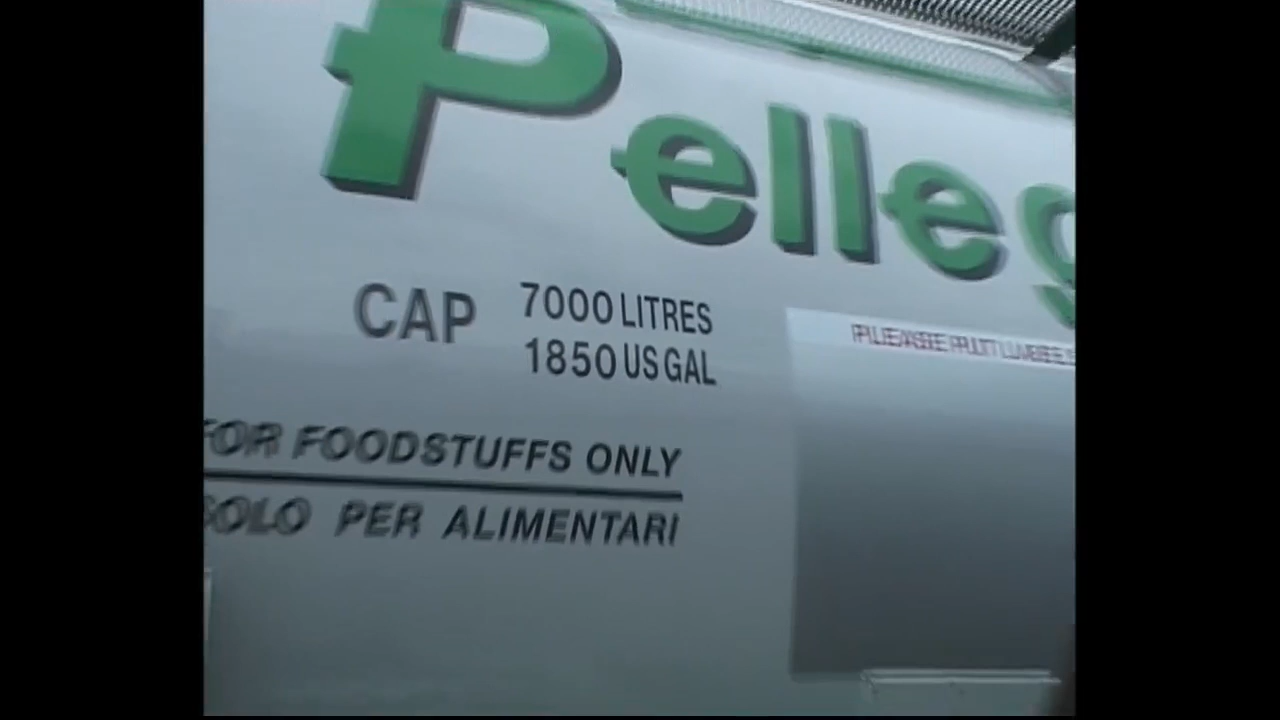 Pelleg
CAP 7000 LITRES
1850 US GAL
FOR FOODSTUFFS ONLY
SOLO PER ALIMENTARI